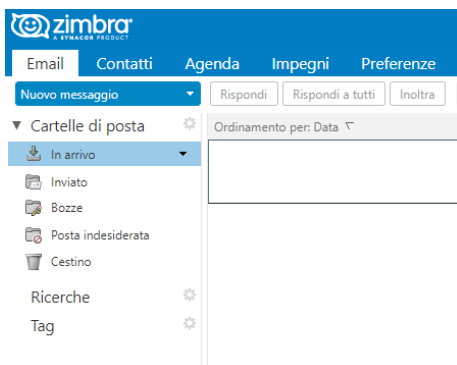 zimbra
A SYNACOR PRODUCT
Email Contatti Agenda Impegni Preferenze
Nuovo messaggio Rispondi Rispondi a tutti Inoltra
Cartelle di posta Ordinamento per: Data
In arrivo
Inviato
Bozze
Posta indesiderata
Cestino
Ricerche
Tag